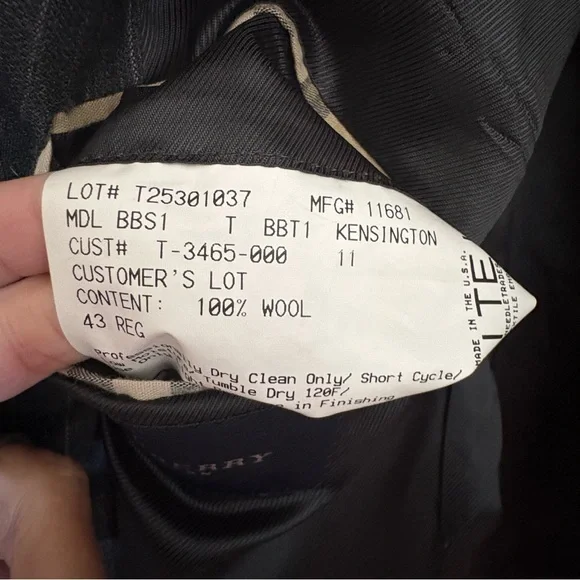 LOT# T25301037 MFG# 11681
MDL BBS1 T BBT1 KENSINGTON
CUST# T-3465-000 11
CUSTOMER'S LOT
CONTENT: 100% WOOL
43 REG
Dry Clean Only/ Short Cycle/
Tumble Dry 120F/
in Finishing
MADE IN THE U.S.A.